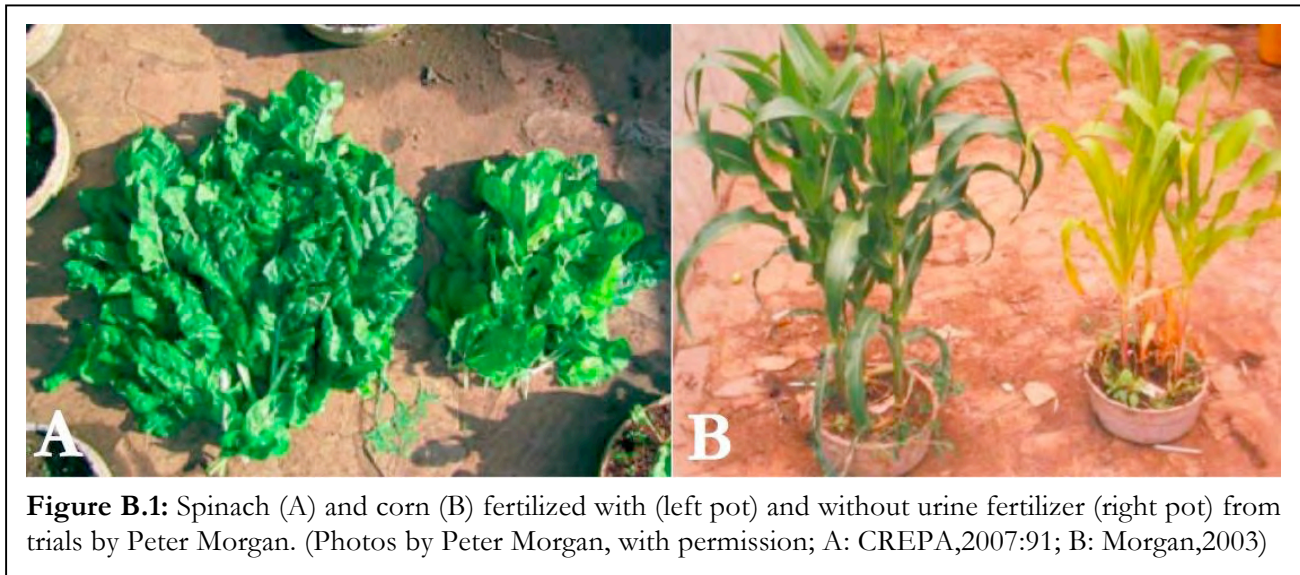 A
B
Figure B.1: Spinach (A) and corn (B) fertilized with (left pot) and without urine fertilizer (right pot) from
trials by Peter Morgan. (Photos by Peter Morgan, with permission; A: CREPA,2007:91; B: Morgan,2003)